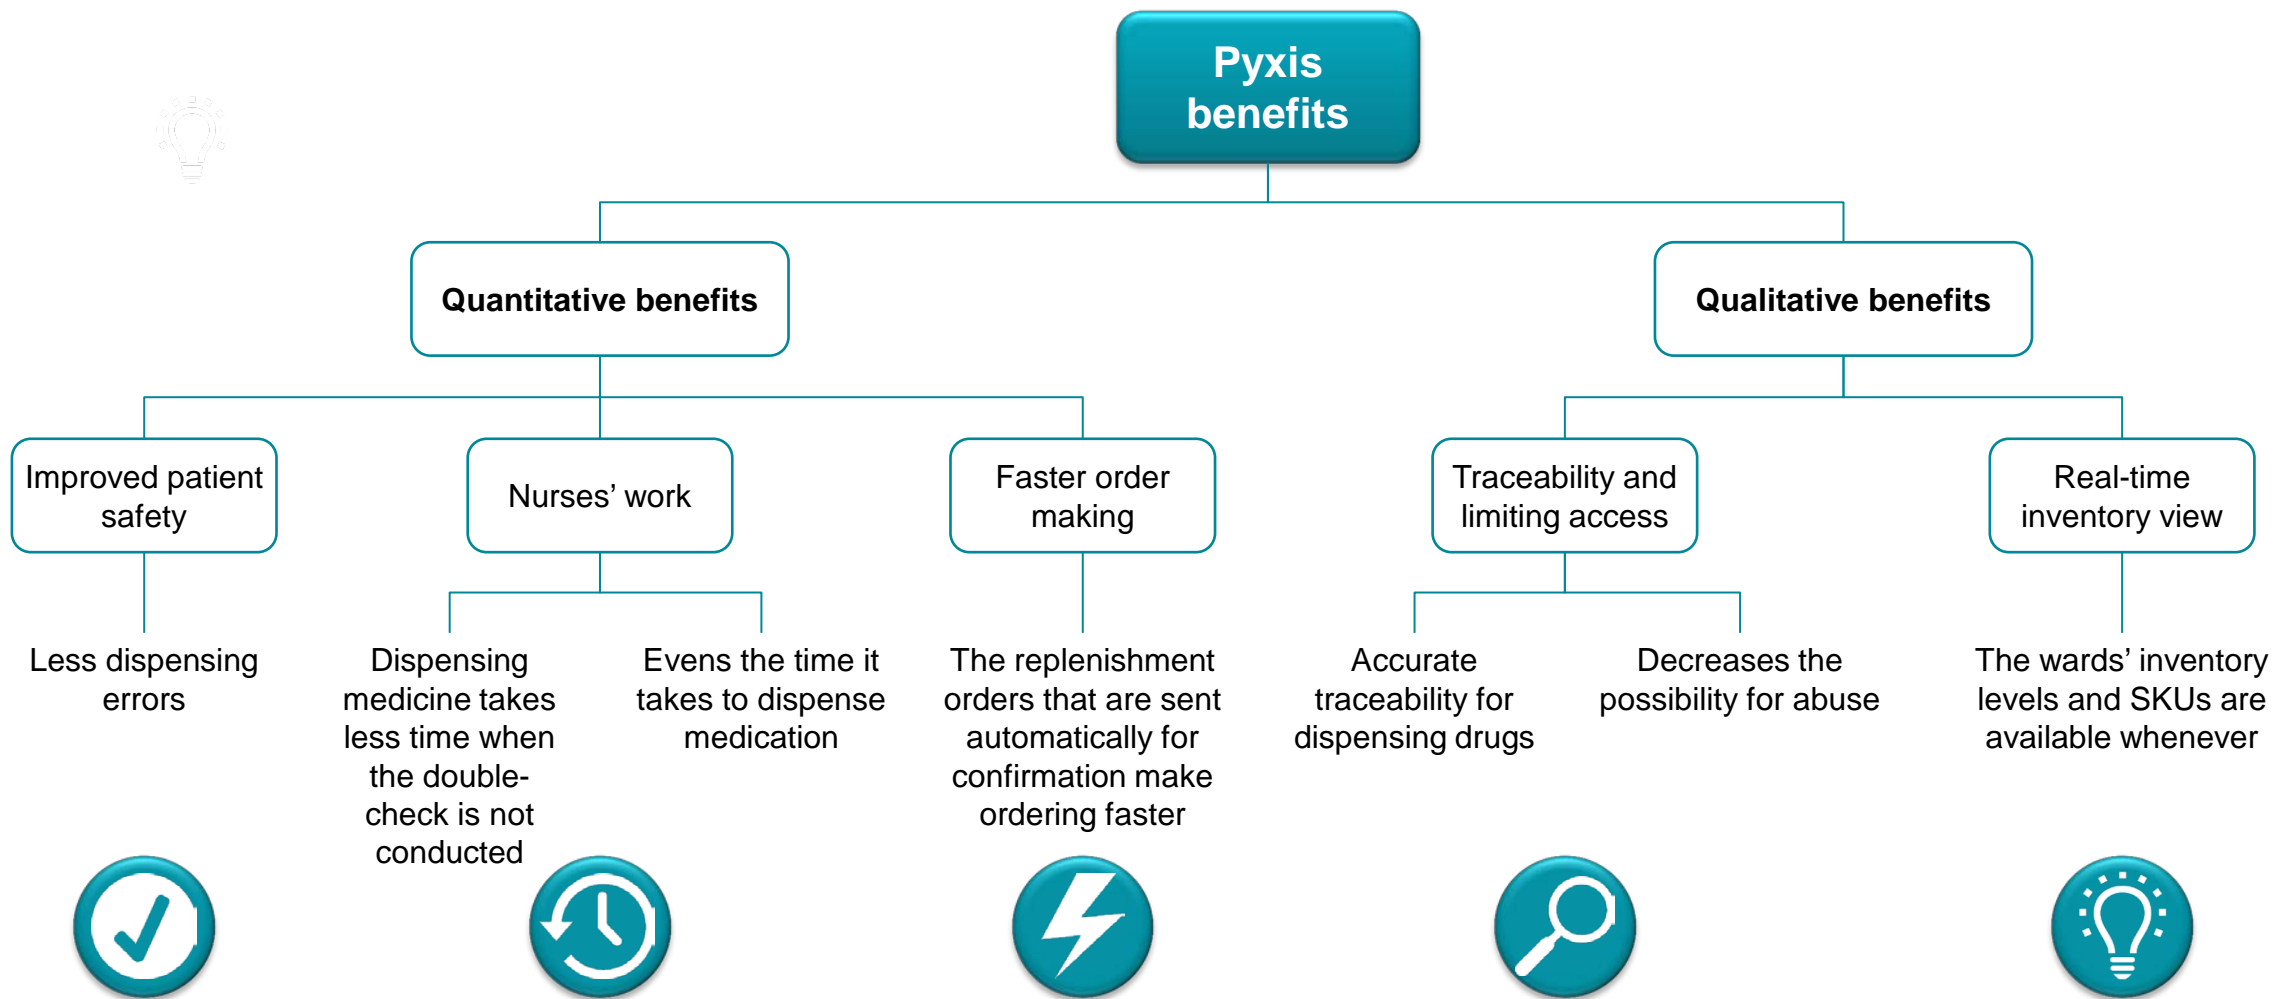 Pyxis
benefits
Quantitative benefits
Qualitative benefits
Improved patient
safety
Nurses’ work
Faster order
making
Traceability and
limiting access
Real-time
inventory view
Less dispensing
errors
Dispensing
medicine takes
less time when
the double-
check is not
conducted
Evens the time it
takes to dispense
medication
The replenishment
orders that are sent
automatically for
confirmation make
ordering faster
Accurate
traceability for
dispensing drugs
Decreases the
possibility for abuse
The wards’ inventory
levels and SKUs are
available whenever